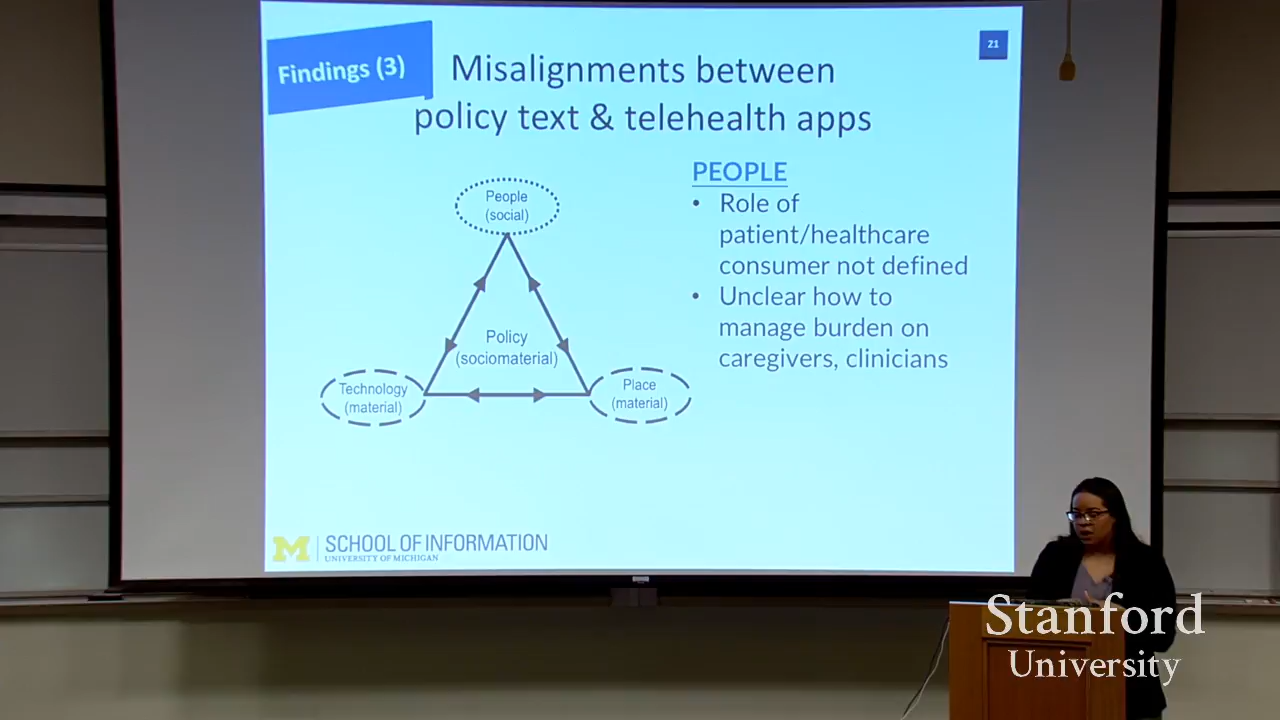 Findings (3)
Misalignments between
policy text & telehealth apps
21
People
(social)
Policy
(sociomaterial)
Technology
(material)
Place
(material)
PEOPLE
• Role of
patient/healthcare
consumer not defined
• Unclear how to
manage burden on
caregivers, clinicians
M SCHOOL OF INFORMATION
UNIVERSITY OF MICHIGAN
Stanford
University